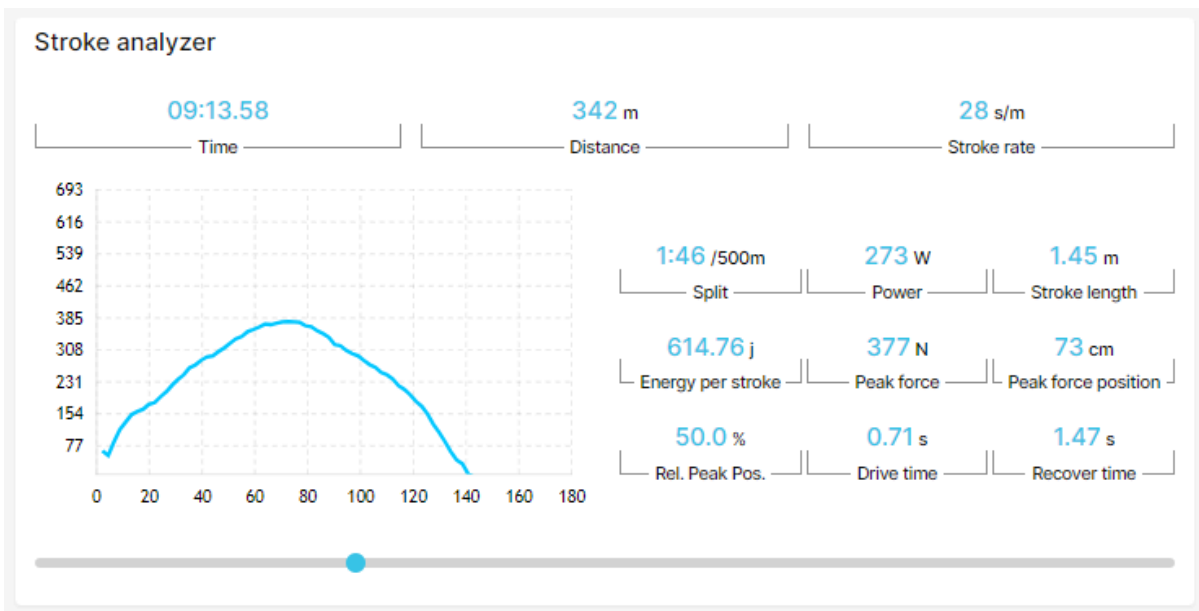 Stroke analyzer
09:13.58 342 m 28 s/m
Time Distance Stroke rate
693
616
539
462
385
308
231
154
77
0 20 40 60 80 100 120 140 160 180
1:46 /500m 273 W 1.45 m
Split Power Stroke length
614.76 j 377 N 73 cm
Energy per stroke Peak force Peak force position
50.0 % 0.71 s 1.47 s
Rel. Peak Pos. Drive time Recover time